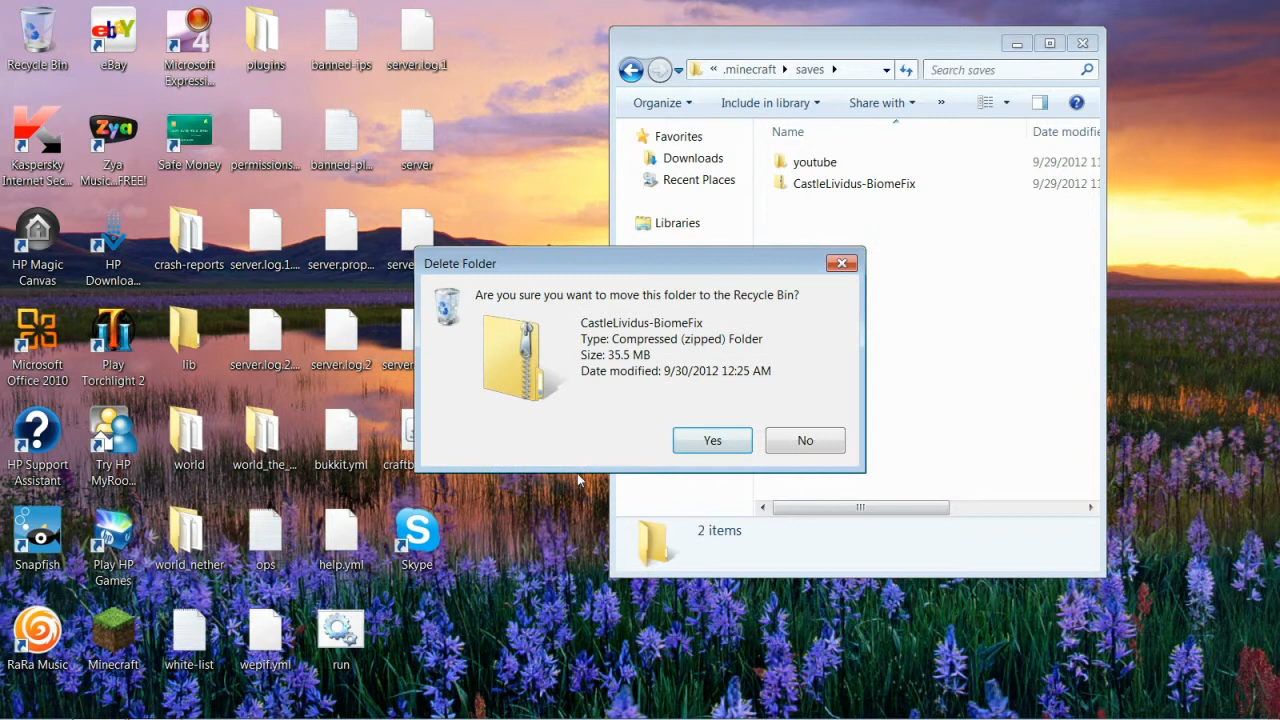 Recycle Bin
eBay
Microsoft
Expressi...
plugins
banned-ips
server.log.1
Kaspersky
Internet Sec...
Zya
Music...FREE!
Safe Money
permissions...
banned-pl...
server
HP Magic
Canvas
HP
Downloa...
crash-reports
server.log.1....
server.prop...
serve
Microsoft
Office 2010
Play
Torchlight 2
lib
server.log.2...
server.log.2
server
HP Support
Assistant
Try HP
MyRoo...
world
world_the_...
bukkit.yml
craftb
Snapfish
Play HP
Games
world_nether
ops
help.yml
Skype
RaRa Music
Minecraft
white-list
wepif.yml
run
« .minecraft saves
Search saves
Organize
Include in library
Share with
»
Favorites
Downloads
Recent Places
Libraries
Name
Date modifie
youtube
9/29/2012 11
CastleLividus-BiomeFix
9/29/2012 11
2 items
Delete Folder
Are you sure you want to move this folder to the Recycle Bin?
CastleLividus-BiomeFix
Type: Compressed (zipped) Folder
Size: 35.5 MB
Date modified: 9/30/2012 12:25 AM
Yes
No